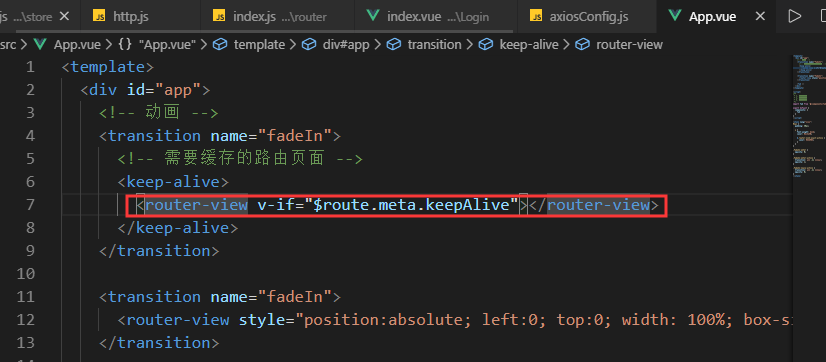 js ...\store ✕ http.js index.js ...\router index.vue ...\Login axiosConfig.js App.vue ✕
src > App.vue > {} "App.vue" > template > div#app > transition > keep-alive > router-view
1 <template>
2 <div id="app">
3 <!-- 动画 -->
4 <transition name="fadeIn">
5 <!-- 需要缓存的路由页面 -->
6 <keep-alive>
7 <router-view v-if="$route.meta.keepAlive"></router-view>
8 </keep-alive>
9 </transition>
10
11 <transition name="fadeIn">
12 <router-view style="position:absolute; left:0; top:0; width: 100%; box-si
13 </transition>